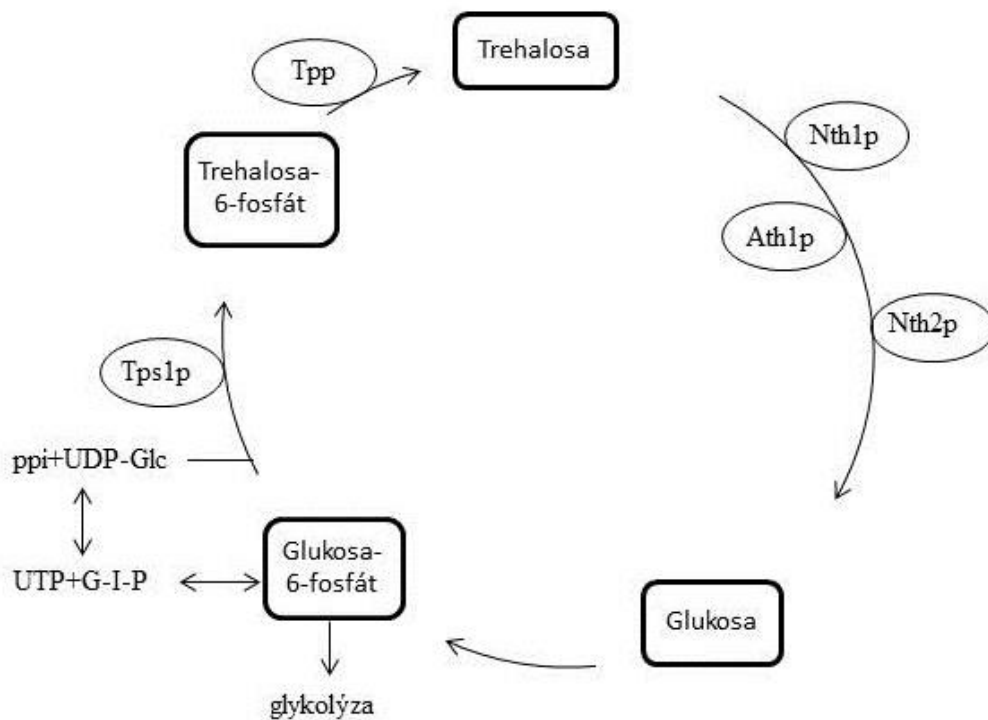 Trehalosa
Tpp
Nth1p
Trehalosa-
6-fosfát
Ath1p
Nth2p
Tps1p
ppi+UDP-Glc
Glukosa-
6-fosfát
UTP+G-I-P
Glukosa
glykolýza